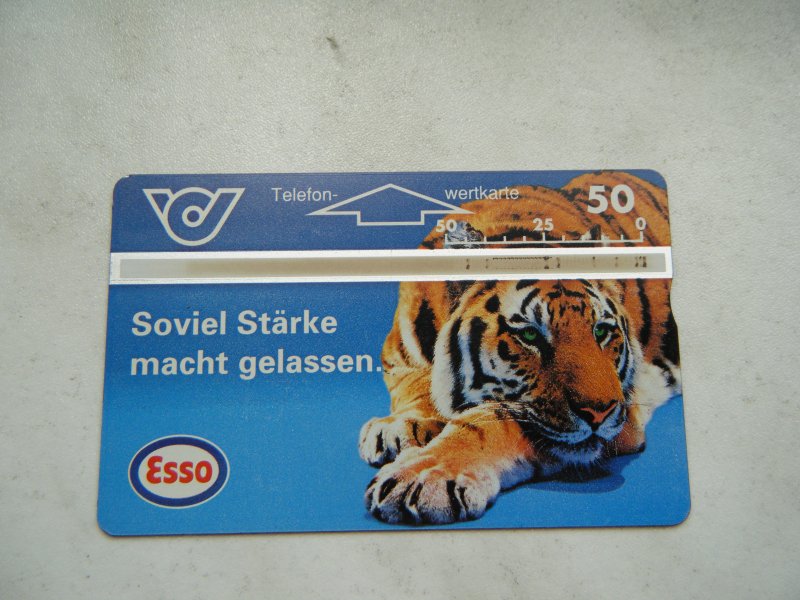 Telefon- wertkarte 50
50 25 0
Soviel Stärke
macht gelassen.
Esso